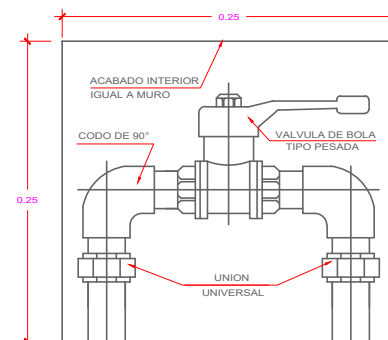 0.25
ACABADO INTERIOR
IGUAL A MURO
CODO DE 90°
VALVULA DE BOLA
TIPO PESADA
0.25
UNION
UNIVERSAL